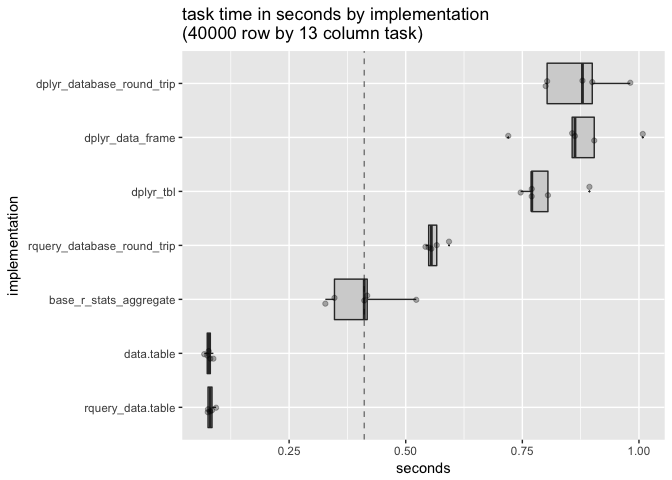 task time in seconds by implementation
(40000 row by 13 column task)
dplyr_database_round_trip
dplyr_data_frame
dplyr_tbl
rquery_database_round_trip
base_r_stats_aggregate
data.table
rquery_data.table
implementation
0.25
0.50
0.75
1.00
seconds